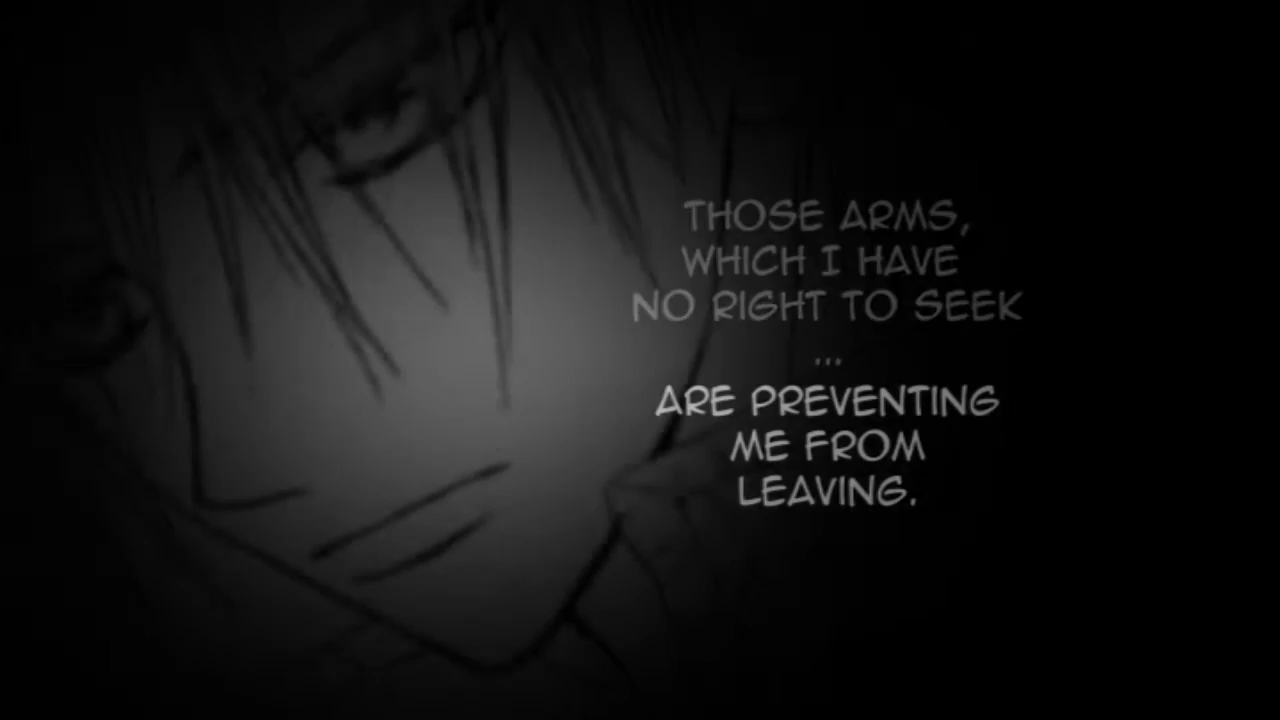 THOSE ARMS,
WHICH I HAVE
NO RIGHT TO SEEK
...
ARE PREVENTING
ME FROM
LEAVING.